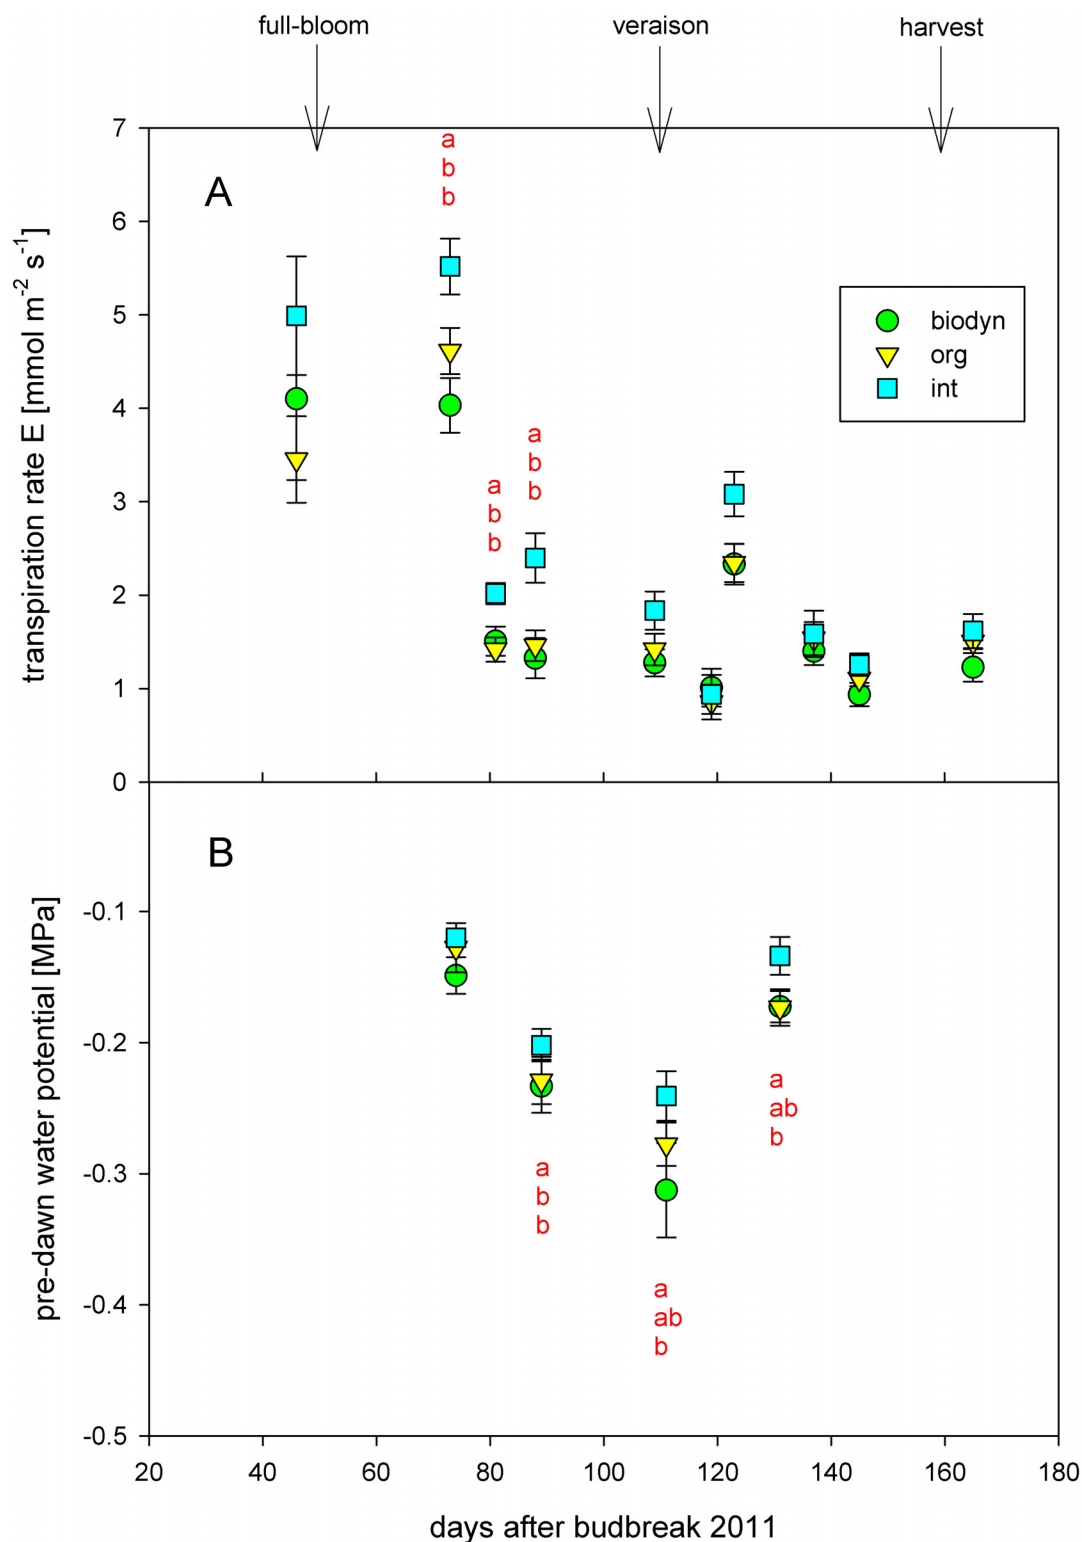 full-bloom
veraison
harvest
7
6
5
4
3
2
1
0
transpiration rate E [mmol m⁻² s⁻¹]
A
a
b
b
a
b
b
a
b
b
biodyn
org
int
B
-0.1
-0.2
-0.3
-0.4
-0.5
pre-dawn water potential [MPa]
a
b
b
a
ab
b
a
ab
b
20 40 60 80 100 120 140 160 180
days after budbreak 2011